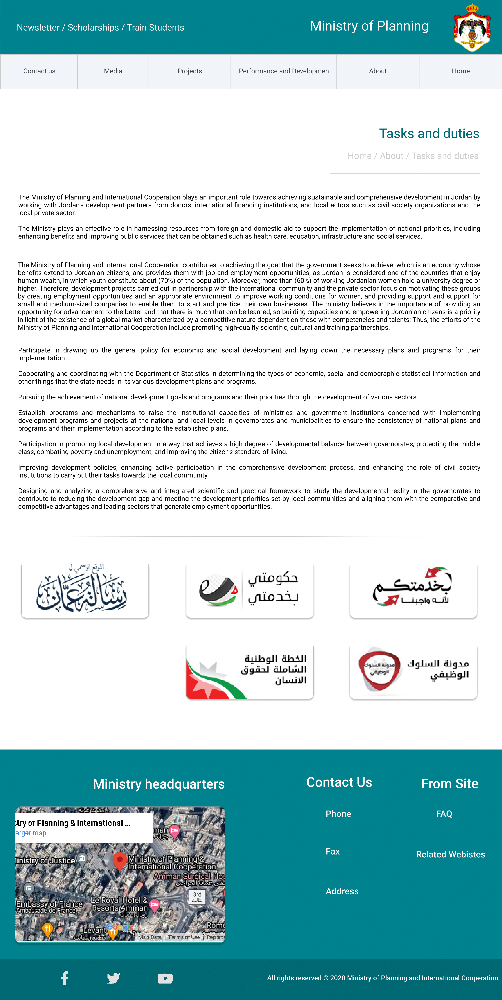 Newsletter / Scholarships / Train Students
Ministry of Planning
Contact us
Media
Projects
Performance and Development
About
Home
Tasks and duties
Home / About / Tasks and duties
The Ministry of Planning and International Cooperation plays an important role towards achieving sustainable and comprehensive development in Jordan by
working with Jordan's development partners from donors, international financing institutions, and local actors such as civil society organizations and the
local private sector.
The Ministry plays an effective role in harnessing resources from foreign and domestic aid to support the implementation of national priorities, including
enhancing benefits and improving public services that can be obtained such as health care, education, infrastructure and social services.
The Ministry of Planning and International Cooperation contributes to achieving the goal that the government seeks to achieve, which is an economy whose
benefits extend to Jordanian citizens, and provides them with job and employment opportunities, as Jordan is considered one of the countries that enjoy
human wealth, in which youth constitute about (70%) of the population. Moreover, more than (60%) of working Jordanian women hold a university degree or
higher. Therefore, development projects carried out in partnership with the international community and the private sector focus on motivating these groups
by creating employment opportunities and an appropriate environment to improve working conditions for women, and providing support and support for
small and medium-sized companies to enable them to start and practice their own businesses. The ministry believes in the importance of providing an
opportunity for advancement to the better and that there is much that can be learned, so building capacities and empowering Jordanian citizens is a priority
in light of the existence of a global market characterized by a competitive nature dependent on those with competencies and talents; Thus, the efforts of the
Ministry of Planning and International Cooperation include promoting high-quality scientific, cultural and training partnerships.
Participate in drawing up the general policy for economic and social development and laying down the necessary plans and programs for their
implementation.
Cooperating and coordinating with the Department of Statistics in determining the types of economic, social and demographic statistical information and
other things that the state needs in its various development plans and programs.
Pursuing the achievement of national development goals and programs and their priorities through the development of various sectors.
Establish programs and mechanisms to raise the institutional capacities of ministries and government institutions concerned with implementing
development programs and projects at the national and local levels in governorates and municipalities to ensure the consistency of national plans and
programs and their implementation according to the established plans.
Participation in promoting local development in a way that achieves a high degree of developmental balance between governorates, protecting the middle
class, combating poverty and unemployment, and improving the citizen's standard of living.
Improving development policies, enhancing active participation in the comprehensive development process, and enhancing the role of civil society
institutions to carry out their tasks towards the local community.
Designing and analyzing a comprehensive and integrated scientific and practical framework to study the developmental reality in the governorates to
contribute to reducing the development gap and meeting the development priorities set by local communities and aligning them with the comparative and
competitive advantages and leading sectors that generate employment opportunities.
الموقع الرسمي ل
رسالة عمان
حكومتي
بخدمتي
بخدمتكم
لأنه واجبنا
الخطة الوطنية
الشاملة لحقوق
الانسان
مدونة السلوك
الوظيفي
مدونة السلوك
الوظيفي
Ministry headquarters
Contact Us
From Site
Phone
FAQ
Fax
Related Webistes
Address
معهد غوته
stry of Planning & International ...
arger map
man
جراند
Ministry of Justice
Ministry of Planning &
International Cooperation
Amman Surgical Hos
شفى عمان الجراحي
3rd
الثالث
Embassy of France
Ambassade de France
Le Royal Hotel &
Resorts Amman
رويال عمان
Rome
Levant
مطعم ليفانت
Google
Map Data
Terms of Use
Report
All rights reserved © 2020 Ministry of Planning and International Cooperation.